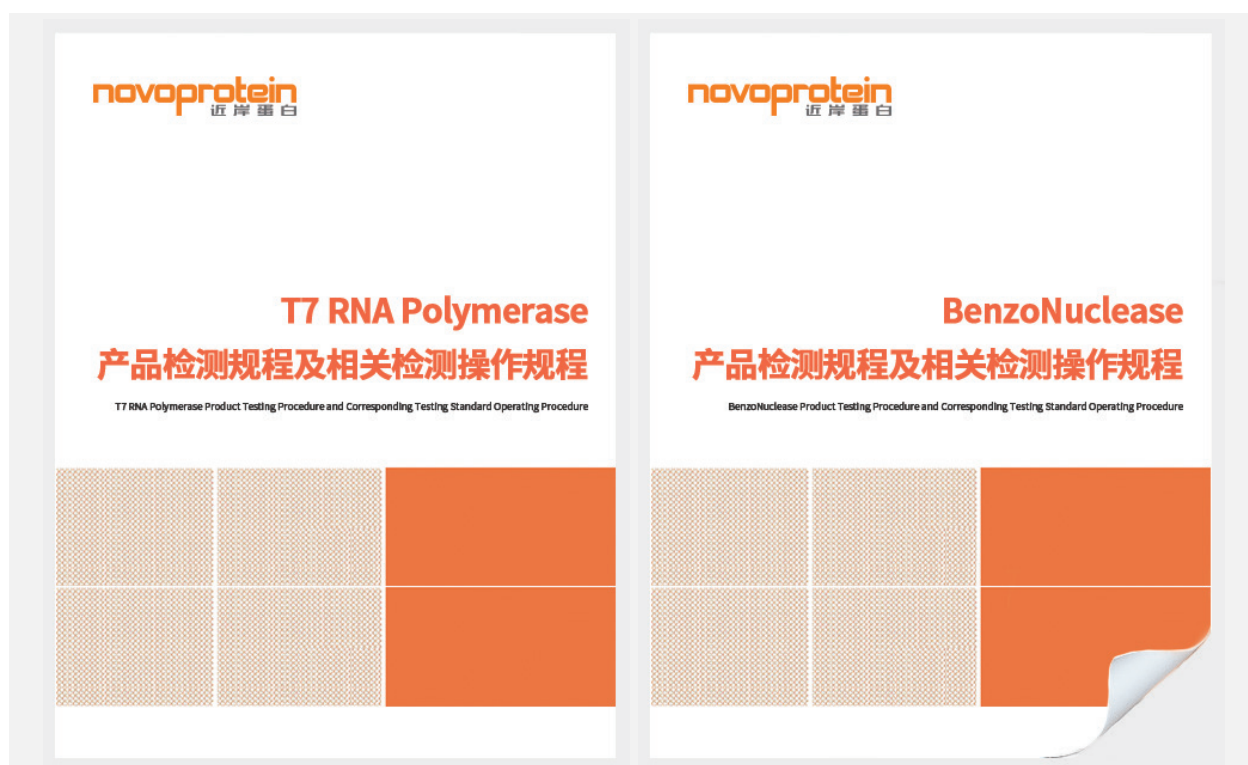 novoprotein
近岸蛋白
T7 RNA Polymerase
产品检测规程及相关检测操作规程
T7 RNA Polymerase Product Testing Procedure and Corresponding Testing Standard Operating Procedure
novoprotein
近岸蛋白
BenzoNuclease
产品检测规程及相关检测操作规程
BenzoNuclease Product Testing Procedure and Corresponding Testing Standard Operating Procedure